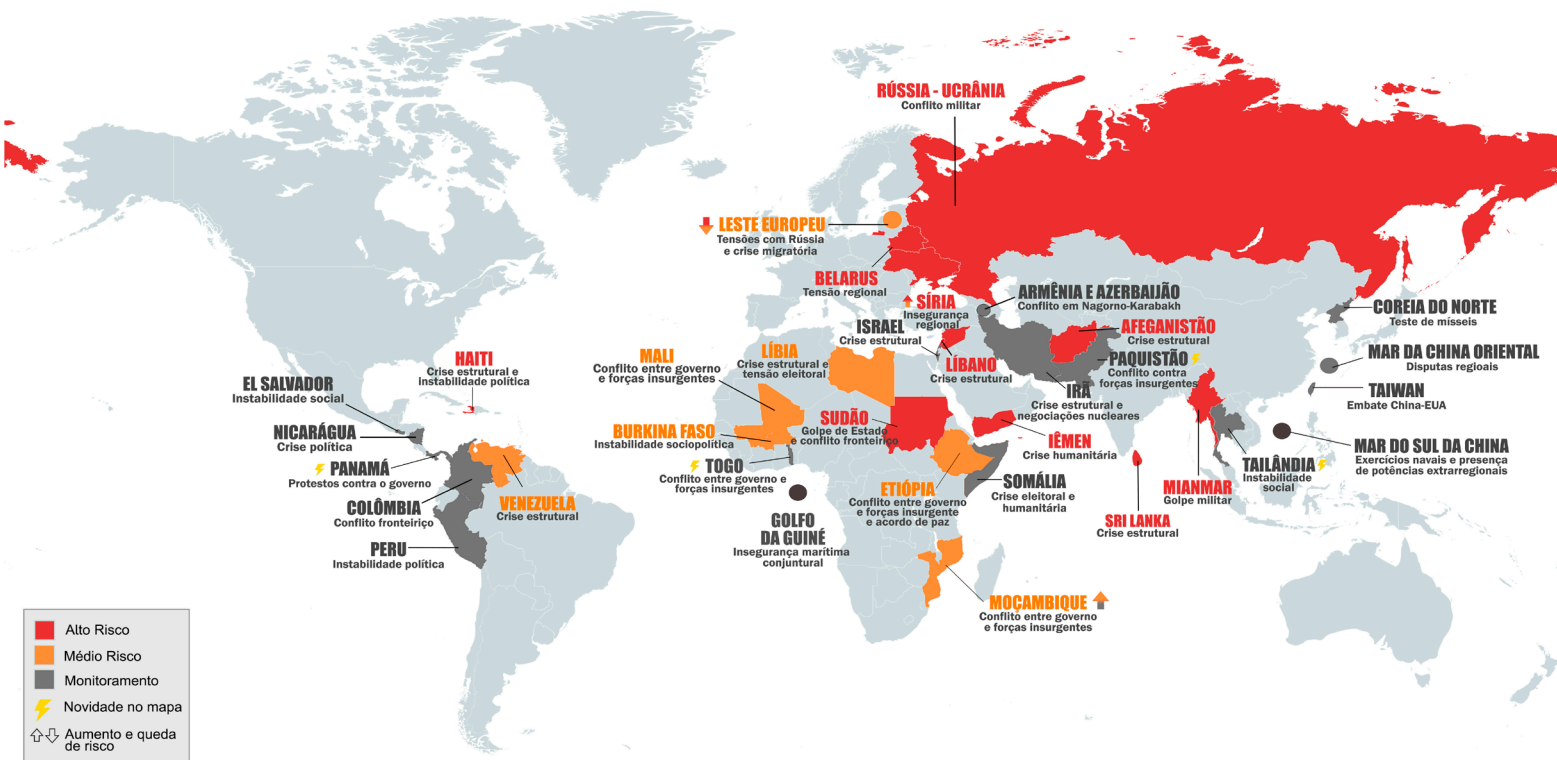 RÚSSIA - UCRÂNIA
Conflito militar
LESTE EUROPEU
Tensões com Rússia
e crise migratória
BELARUS
Tensão regional
SÍRIA
Insegurança
regional
ARMÊNIA E AZERBAIJÃO
Conflito em Nagorno-Karabakh
COREIA DO NORTE
Teste de mísseis
ISRAEL
Crise estrutural
AFEGANISTÃO
Crise estrutural
MAR DA CHINA ORIENTAL
Disputas regioais
HAITI
Crise estrutural e
Instabilidade política
MALI
Conflito entre governo
e forças insurgentes
LÍBIA
Crise estrutural e
tensão eleitoral
LÍBANO
Crise estrutural
PAQUISTÃO
Conflito contra
forças insurgentes
EL SALVADOR
Instabilidade social
IRÃ
Crise estrutural e
negociações nucleares
TAIWAN
Embate China-EUA
NICARÁGUA
Crise política
BURKINA FASO
Instabilidade sociopolítica
SUDÃO
Golpe de Estado
e conflito fronteiriço
IÊMEN
Crise humanitária
MAR DO SUL DA CHINA
Exercícios navais e presença
de potências extrarregionais
PANAMÁ
Protestos contra o governo
TOGO
Conflito entre governo e
forças insurgentes
TAILÂNDIA
Instabilidade
social
COLÔMBIA
Conflito fronteiriço
VENEZUELA
Crise estrutural
ETIÓPIA
Conflito entre governo
e forças insurgente
e acordo de paz
SOMÁLIA
Crise eleitoral e
humanitária
MIANMAR
Golpe militar
GOLFO
DA GUINÉ
Insegurança marítima
conjuntural
SRI LANKA
Crise estrutural
PERU
Instabilidade política
MOÇAMBIQUE
Conflito entre governo
e forças insurgentes
Alto Risco
Médio Risco
Monitoramento
Novidade no mapa
Aumento e queda
de risco